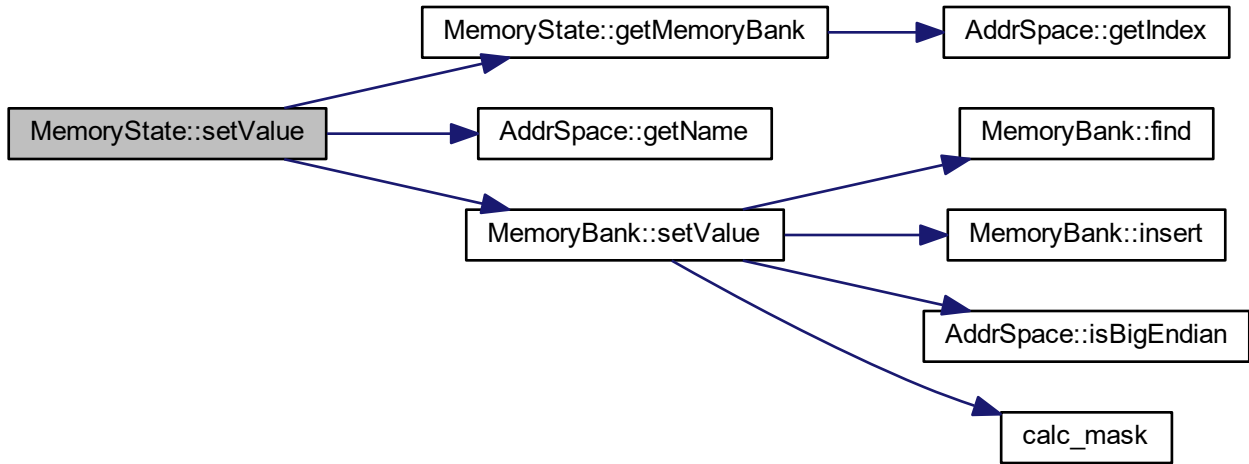 MemoryState::getMemoryBank
AddrSpace::getIndex
MemoryState::setValue
AddrSpace::getName
MemoryBank::find
MemoryBank::setValue
MemoryBank::insert
AddrSpace::isBigEndian
calc_mask